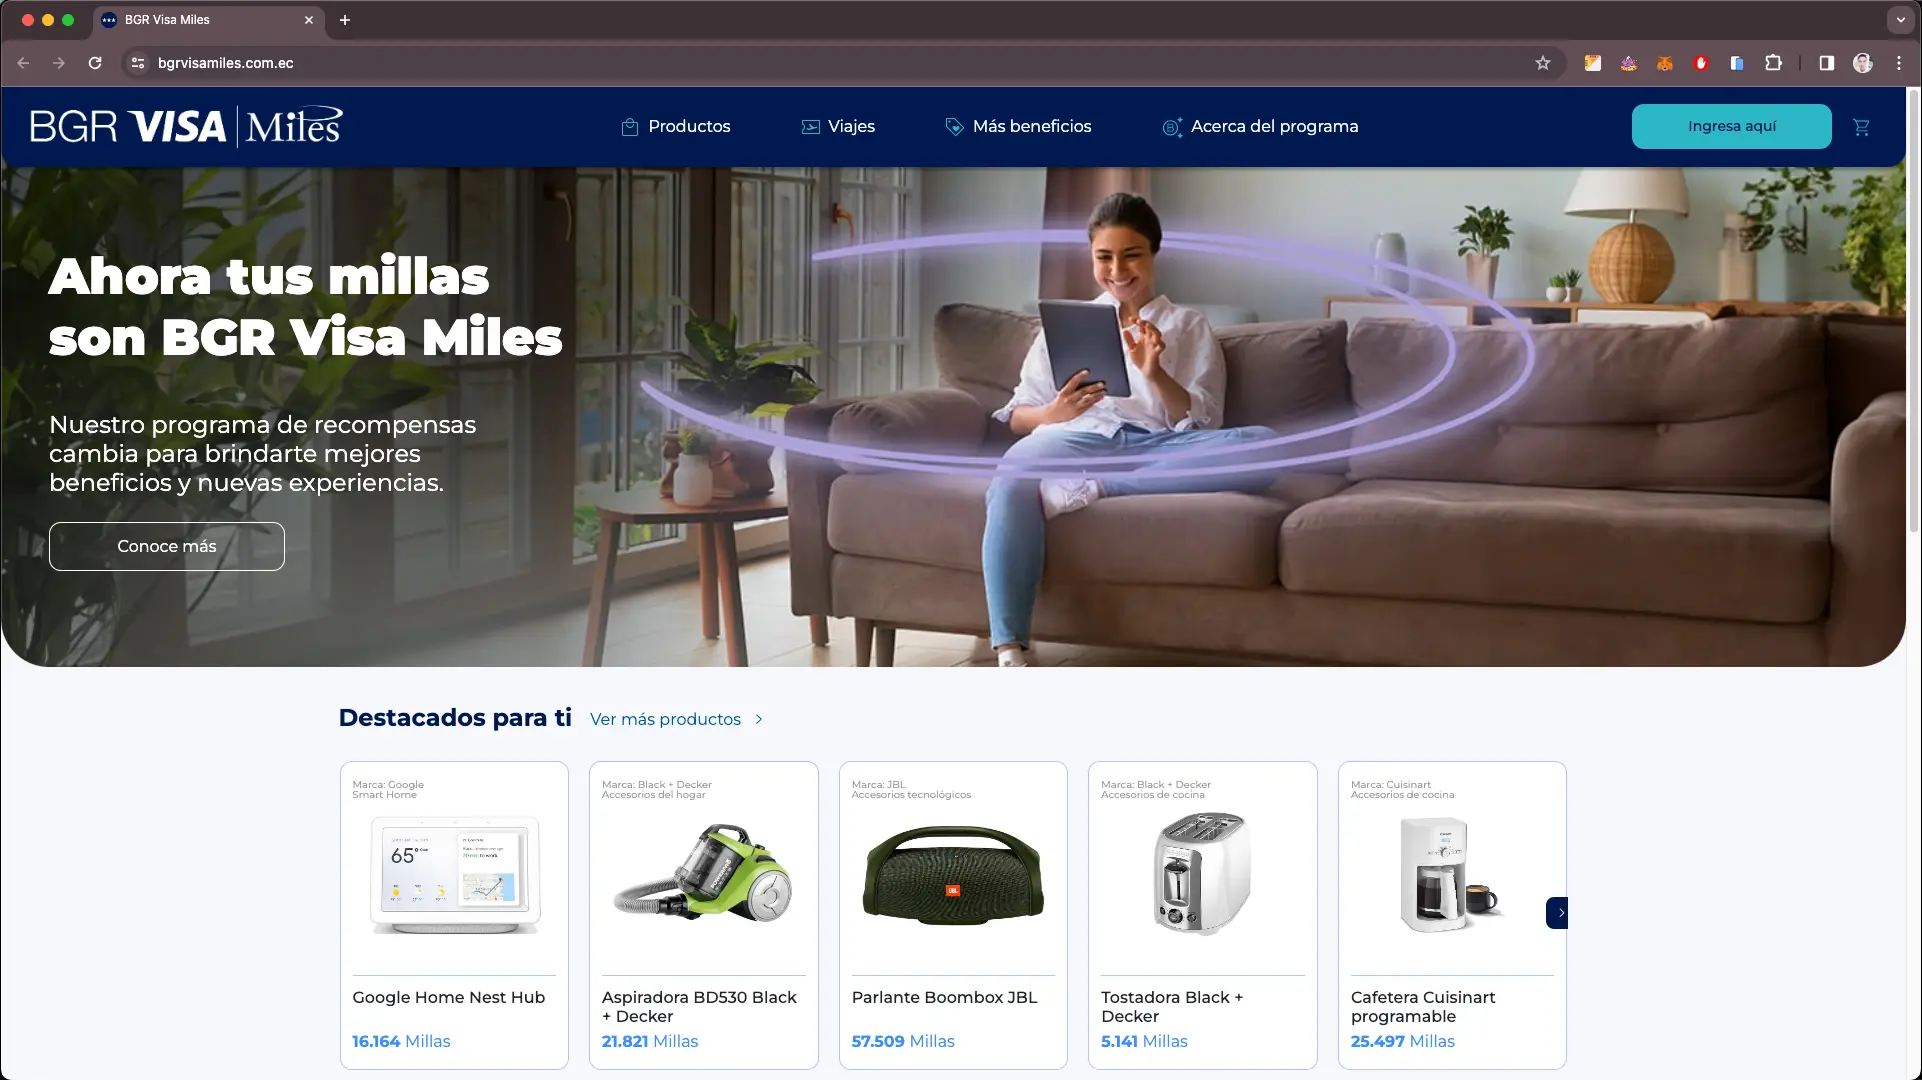 BGR Visa Miles
bgrvisamiles.com.ec
BGR VISA Miles
Productos
Viajes
Más beneficios
Acerca del programa
Ingresa aquí
Ahora tus millas
son BGR Visa Miles
Nuestro programa de recompensas
cambia para brindarte mejores
beneficios y nuevas experiencias.
Conoce más
Destacados para ti
Ver más productos
Marca: Google
Smart Home
65°
Google Home Nest Hub
16.164 Millas
Marca: Black + Decker
Accesorios del hogar
Aspiradora BD530 Black
+ Decker
21.821 Millas
Marca: JBL
Accesorios tecnológicos
JBL
Parlante Boombox JBL
57.509 Millas
Marca: Black + Decker
Accesorios de cocina
Tostadora Black +
Decker
5.141 Millas
Marca: Cuisinart
Accesorios de cocina
Cafetera Cuisinart
programable
25.497 Millas